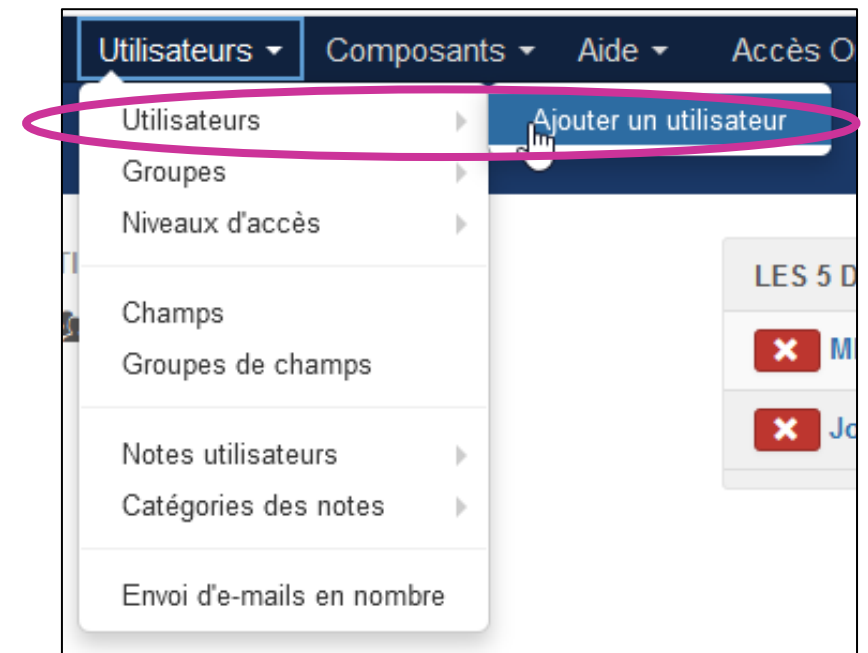 Utilisateurs Composants Aide Accès O
Utilisateurs Ajouter un utilisateur
Groupes
Niveaux d'accès
LES 5 D
Champs
Groupes de champs
Notes utilisateurs
Catégories des notes
Envoi d'e-mails en nombre